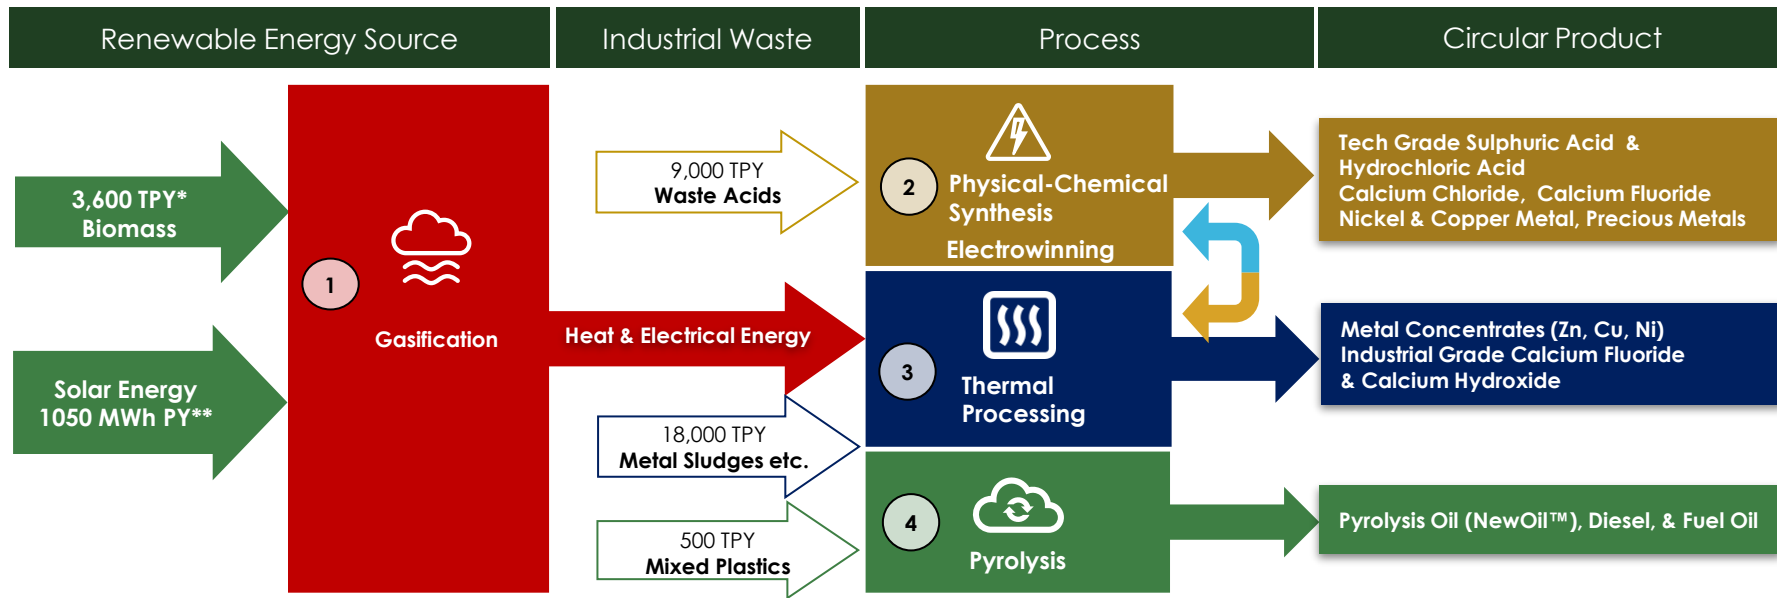 Renewable Energy Source
Industrial Waste
Process
Circular Product
3,600 TPY*
Biomass
Solar Energy
1050 MWh PY**
1
Gasification
Heat & Electrical Energy
9,000 TPY
Waste Acids
18,000 TPY
Metal Sludges etc.
500 TPY
Mixed Plastics
2
Physical-Chemical
Synthesis
Electrowinning
3
Thermal
Processing
4
Pyrolysis
Tech Grade Sulphuric Acid &
Hydrochloric Acid
Calcium Chloride, Calcium Fluoride
Nickel & Copper Metal, Precious Metals
Metal Concentrates (Zn, Cu, Ni)
Industrial Grade Calcium Fluoride
& Calcium Hydroxide
Pyrolysis Oil (NewOil™), Diesel, & Fuel Oil